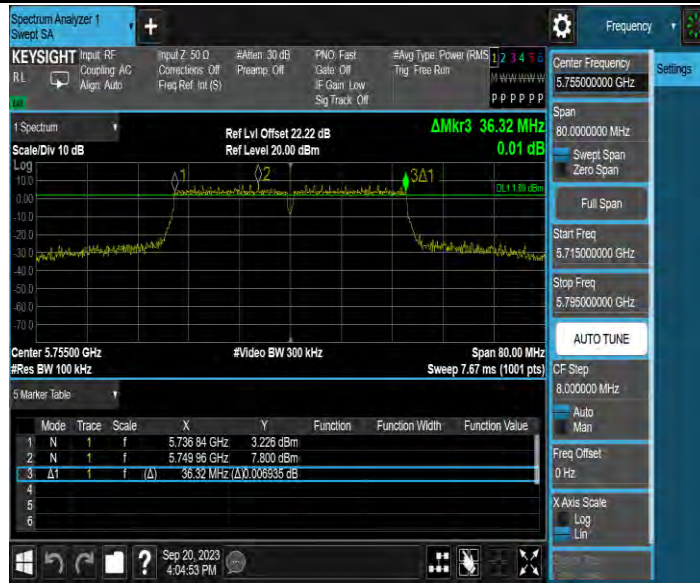 Spectrum Analyzer 1
Swept SA
Frequency
KEYSIGHT Input: RF
RL
Coupling: AC
Align: Auto
Input Z: 50 Ω
Corrections: Off
Freq Ref: Int (S)
#Atten: 30 dB
Preamp: Off
PNO: Fast
Gate: Off
IF Gain: Low
Sig Track: Off
#Avg Type: Power (RMS
Trig: Free Run
1 2 3 4 5 6
M W W W W W
P P P P P P
Center Frequency
5.755000000 GHz
Settings
Span
80.0000000 MHz
Swept Span
Zero Span
Full Span
Start Freq
5.715000000 GHz
Stop Freq
5.795000000 GHz
AUTO TUNE
CF Step
8.000000 MHz
Auto
Man
Freq Offset
0 Hz
X Axis Scale
Log
Lin
1 Spectrum
Scale/Div 10 dB
Ref Lvl Offset 22.22 dB
Ref Level 20.00 dBm
ΔMkr3 36.32 MHz
0.01 dB
Log
10.0
0.00
-10.0
-20.0
-30.0
-40.0
-50.0
-60.0
-70.0
1
2
3Δ1
Center 5.75500 GHz
#Res BW 100 kHz
#Video BW 300 kHz
Span 80.00 MHz
Sweep 7.67 ms (1001 pts)
5 Marker Table
Mode Trace Scale X Y Function Function Width Function Value
1 N 1 f 5.736 84 GHz 3.226 dBm
2 N 1 f 5.749 96 GHz 7.800 dBm
3 Δ1 1 f (Δ) 36.32 MHz (Δ) 0.006935 dB
4
5
6
Sep 20, 2023
4:04:53 PM